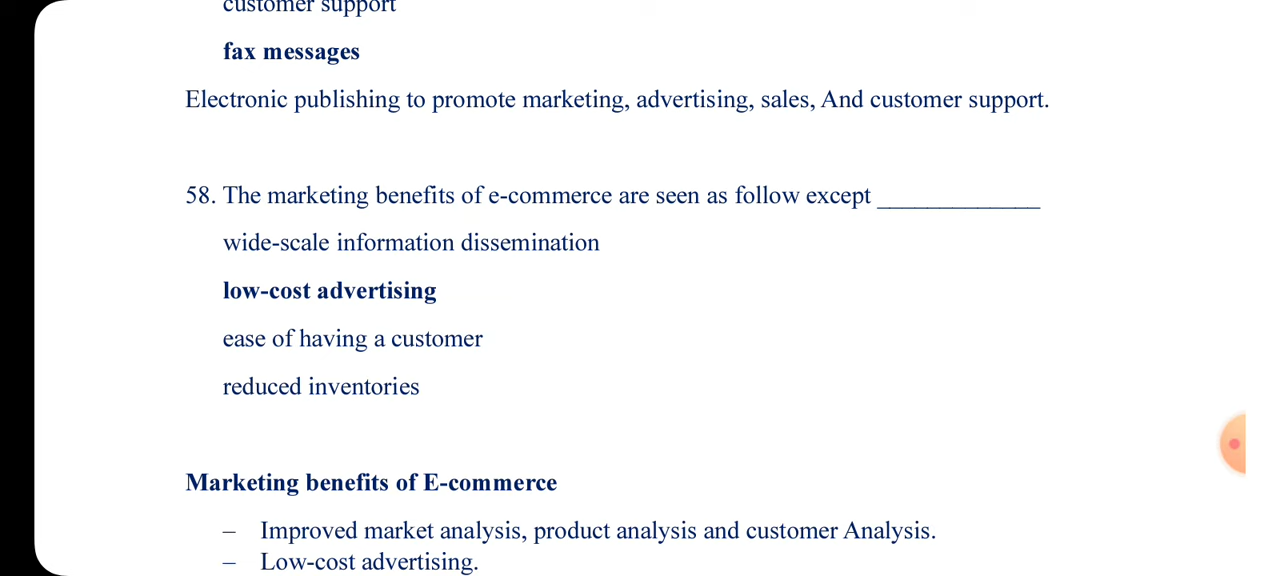 customer support
fax messages
Electronic publishing to promote marketing, advertising, sales, And customer support.
58. The marketing benefits of e-commerce are seen as follow except _____________
wide-scale information dissemination
low-cost advertising
ease of having a customer
reduced inventories
Marketing benefits of E-commerce
– Improved market analysis, product analysis and customer Analysis.
– Low-cost advertising.